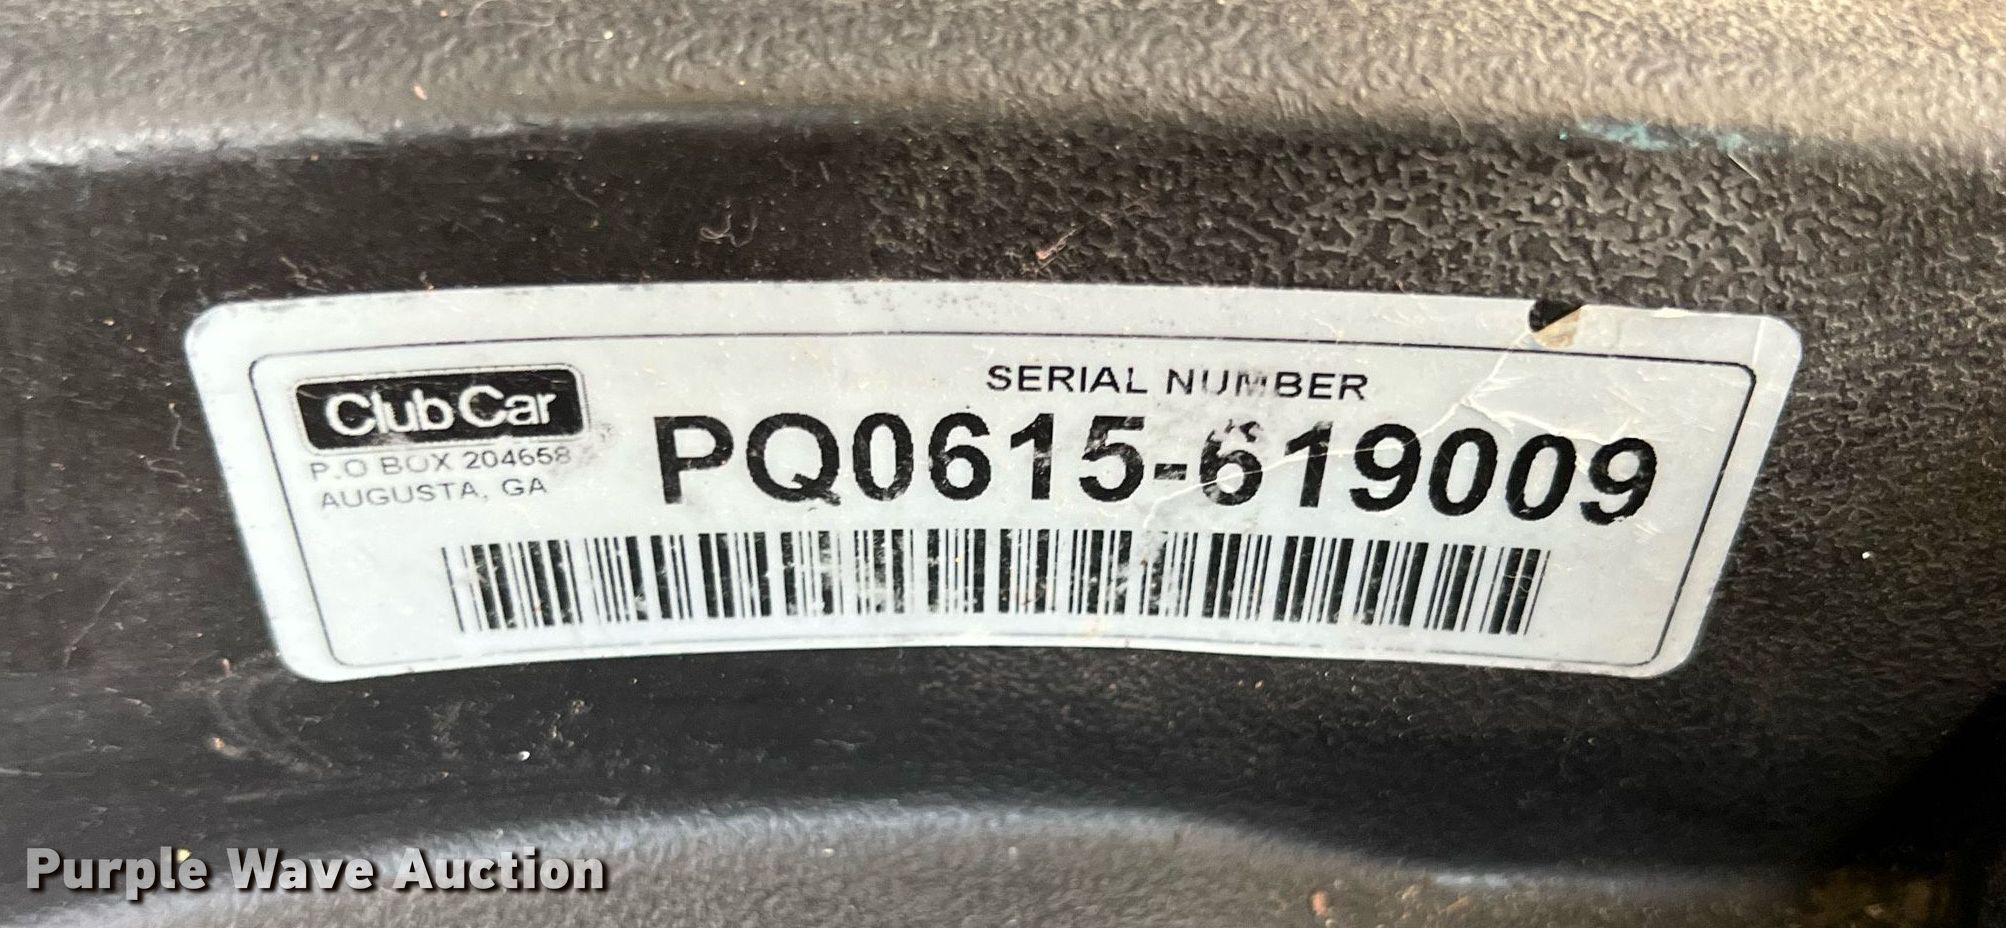 Club Car
P.O BOX 204658
AUGUSTA, GA
SERIAL NUMBER
PQ0615-619009
Purple Wave Auction